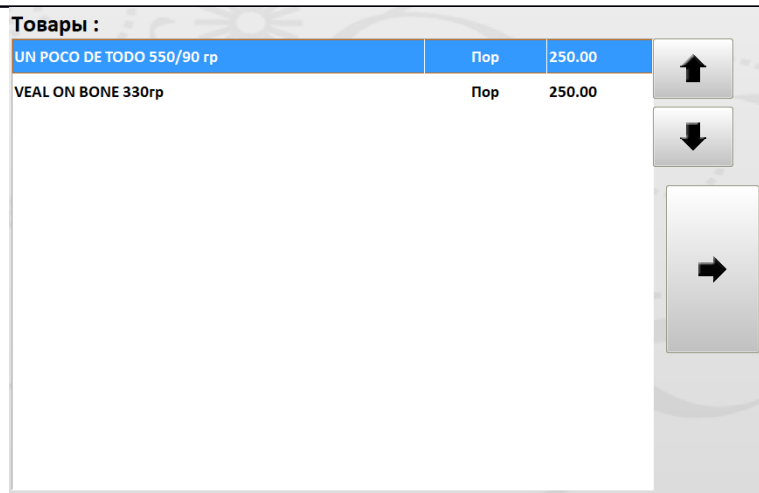 Товары :
UN POCO DE TODO 550/90 гр Пор 250.00
VEAL ON BONE 330гр Пор 250.00